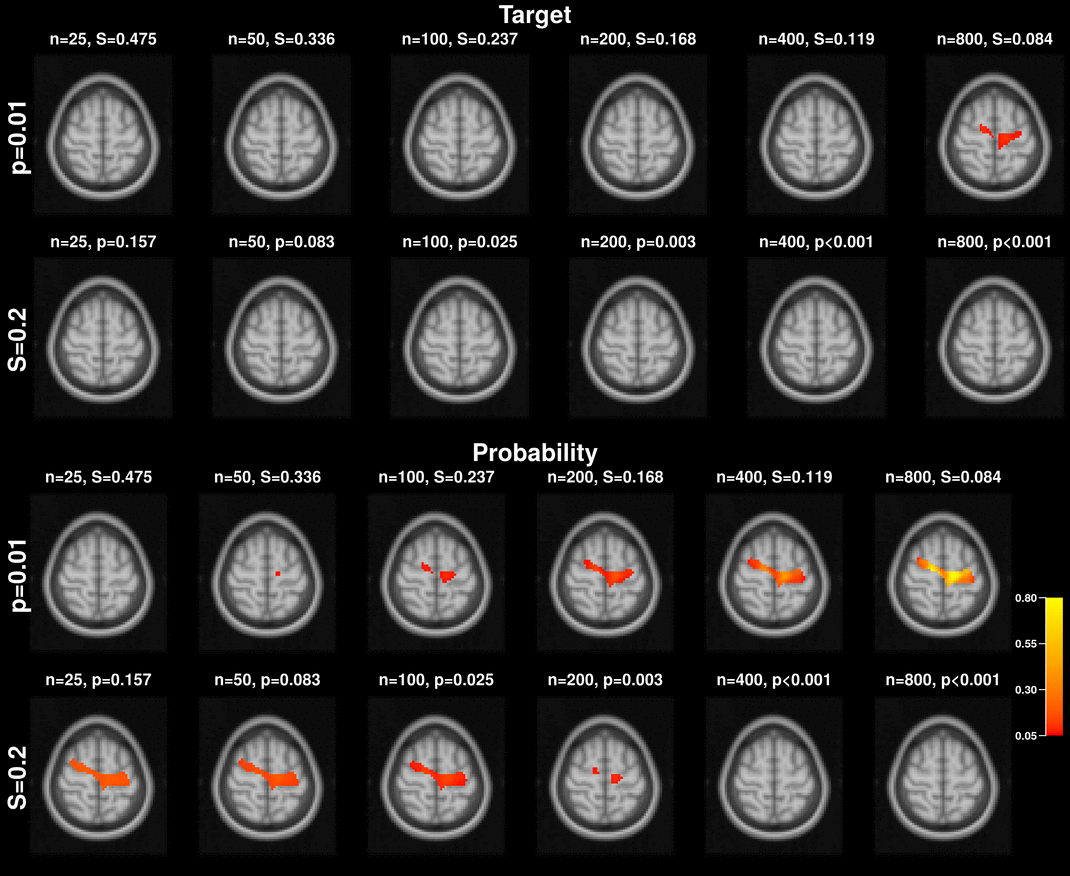 Target
n=25, S=0.475 n=50, S=0.336 n=100, S=0.237 n=200, S=0.168 n=400, S=0.119 n=800, S=0.084
p=0.01
n=25, p=0.157 n=50, p=0.083 n=100, p=0.025 n=200, p=0.003 n=400, p<0.001 n=800, p<0.001
S=0.2
Probability
n=25, S=0.475 n=50, S=0.336 n=100, S=0.237 n=200, S=0.168 n=400, S=0.119 n=800, S=0.084
p=0.01
n=25, p=0.157 n=50, p=0.083 n=100, p=0.025 n=200, p=0.003 n=400, p<0.001 n=800, p<0.001
S=0.2
0.80
0.55
0.30
0.05